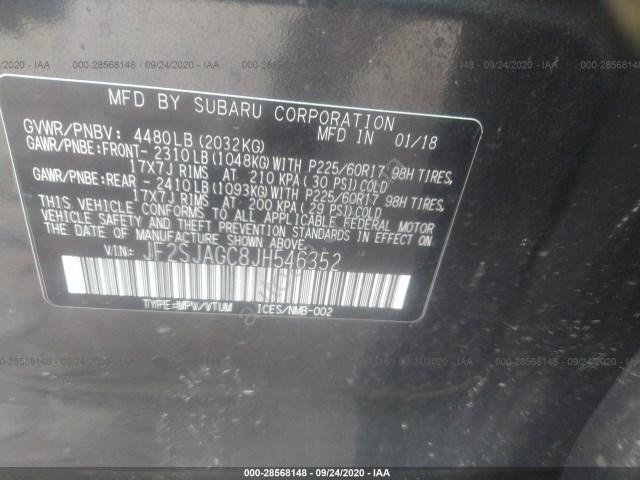 000-28568148 09/24/2020 - IAA
MFD BY SUBARU CORPORATION
MFD IN 01/18
GVWR/PNBV: 4480LB(2032KG)
GAWR/PNBE:FRONT- 2310LB(1048KG)WITH P225/60R17 98H TIRES,
17X7J RIMS AT 210 KPA( 30 PSI)COLD
GAWR/PNBE:REAR - 2410LB(1093KG)WITH P225/60R17 98H TIRES,
17X7J RIMS AT 200 KPA( 29 PSI)COLD
THIS VEHICLE CONFORMS TO ALL APPLICABLE FEDERAL MOTOR
VEHICLE SAFETY AND THEFT PREVENTION STANDARDS IN EFFECT ON
THE DATE OF MANUFACTURE SHOWN ABOVE.
VIN: JF2SJAGC8JH546352
TYPE=MPV/VTUM ICES/NMB-002
000-28568148 - 09/24/2020 - IAA